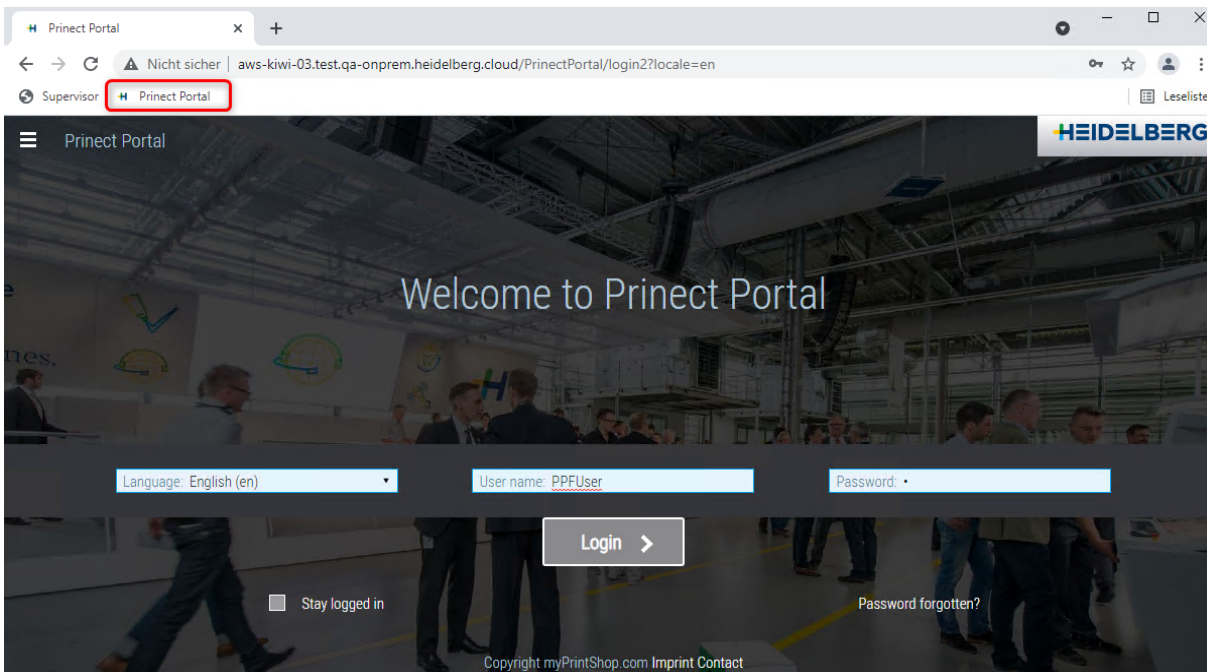 Prinect Portal
Nicht sicher aws-kiwi-03.test.qa-onprem.heidelberg.cloud/PrinectPortal/login2?locale=en
Supervisor Prinect Portal Leseliste
Prinect Portal HEIDELBERG
Welcome to Prinect Portal
nes.
Language: English (en) User name: PPFUser Password: •
Login
Stay logged in Password forgotten?
Copyright myPrintShop.com Imprint Contact